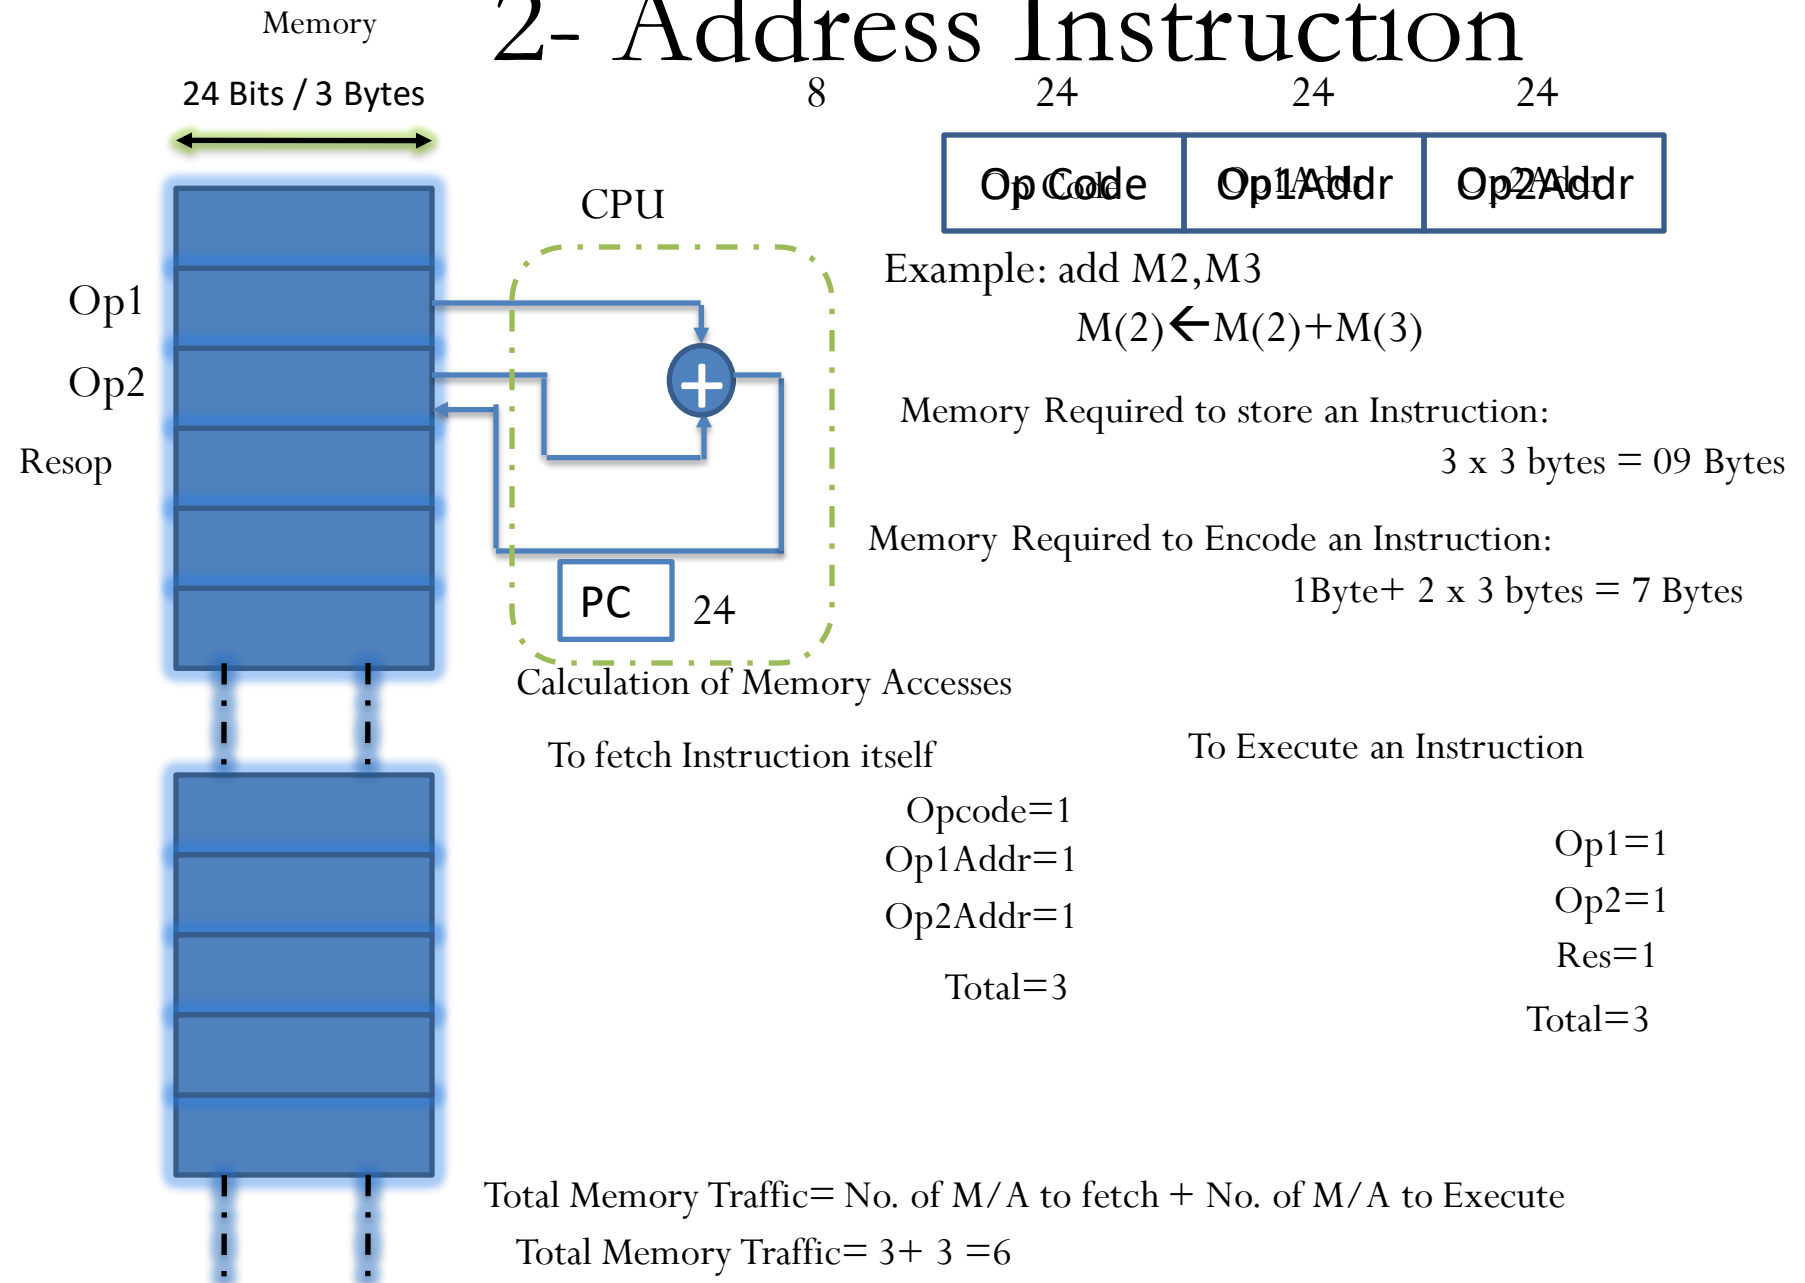 2- Address Instruction
Memory
24 Bits / 3 Bytes
8 24 24 24
Op Code Op1Addr Op2Addr
CPU
Example: add M2,M3
M(2)←M(2)+M(3)
Op1
Op2
Resop
+
PC 24
Memory Required to store an Instruction:
3 x 3 bytes = 09 Bytes
Memory Required to Encode an Instruction:
1Byte+ 2 x 3 bytes = 7 Bytes
Calculation of Memory Accesses
To fetch Instruction itself
Opcode=1
Op1Addr=1
Op2Addr=1
Total=3
To Execute an Instruction
Op1=1
Op2=1
Res=1
Total=3
Total Memory Traffic= No. of M/A to fetch + No. of M/A to Execute
Total Memory Traffic= 3+ 3 =6